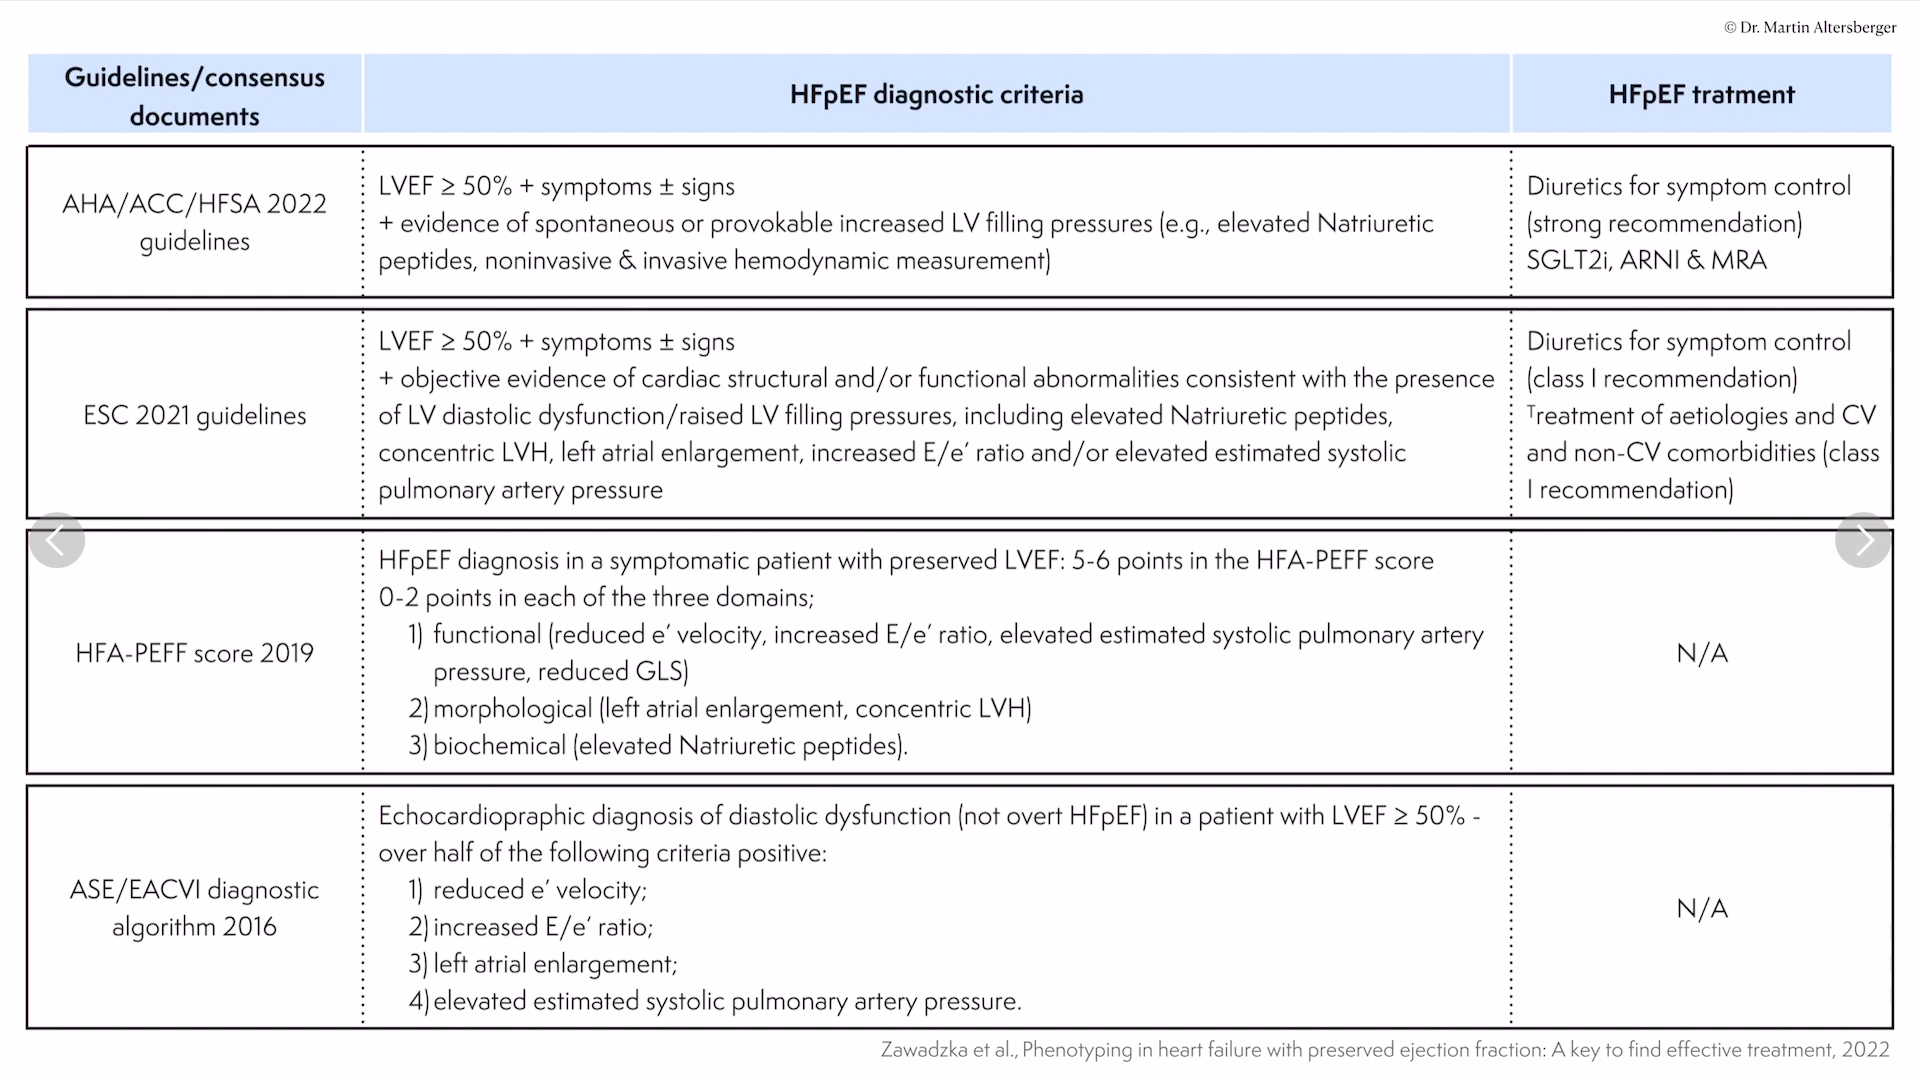 © Dr. Martin Altersberger
Guidelines/consensus
documents
HFpEF diagnostic criteria
HFpEF tratment
AHA/ACC/HFSA 2022
guidelines
LVEF ≥ 50% + symptoms ± signs
+ evidence of spontaneous or provokable increased LV filling pressures (e.g., elevated Natriuretic
peptides, noninvasive & invasive hemodynamic measurement)
Diuretics for symptom control
(strong recommendation)
SGLT2i, ARNI & MRA
ESC 2021 guidelines
LVEF ≥ 50% + symptoms ± signs
+ objective evidence of cardiac structural and/or functional abnormalities consistent with the presence
of LV diastolic dysfunction/raised LV filling pressures, including elevated Natriuretic peptides,
concentric LVH, left atrial enlargement, increased E/e’ ratio and/or elevated estimated systolic
pulmonary artery pressure
Diuretics for symptom control
(class I recommendation)
Treatment of aetiologies and CV
and non-CV comorbidities (class
I recommendation)
HFA-PEFF score 2019
HFpEF diagnosis in a symptomatic patient with preserved LVEF: 5-6 points in the HFA-PEFF score
0-2 points in each of the three domains;
1) functional (reduced e’ velocity, increased E/e’ ratio, elevated estimated systolic pulmonary artery
pressure, reduced GLS)
2) morphological (left atrial enlargement, concentric LVH)
3) biochemical (elevated Natriuretic peptides).
N/A
ASE/EACVI diagnostic
algorithm 2016
Echocardiopraphic diagnosis of diastolic dysfunction (not overt HFpEF) in a patient with LVEF ≥ 50% -
over half of the following criteria positive:
1) reduced e’ velocity;
2) increased E/e’ ratio;
3) left atrial enlargement;
4) elevated estimated systolic pulmonary artery pressure.
N/A
Zawadzka et al., Phenotyping in heart failure with preserved ejection fraction: A key to find effective treatment, 2022